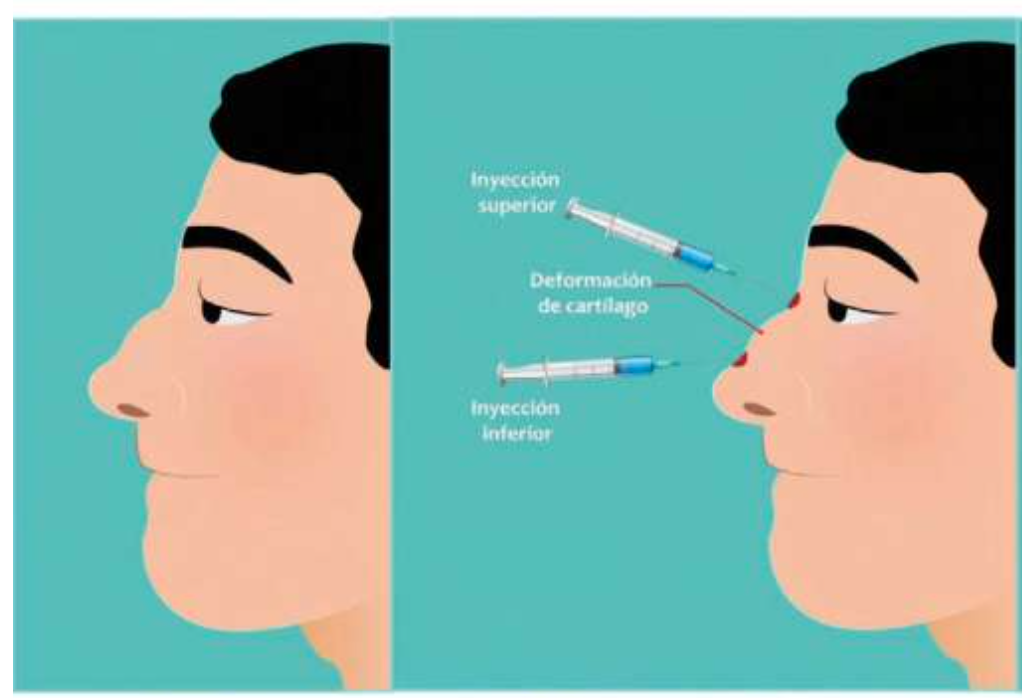 Inyección
superior
Deformación
de cartílago
Inyección
inferior